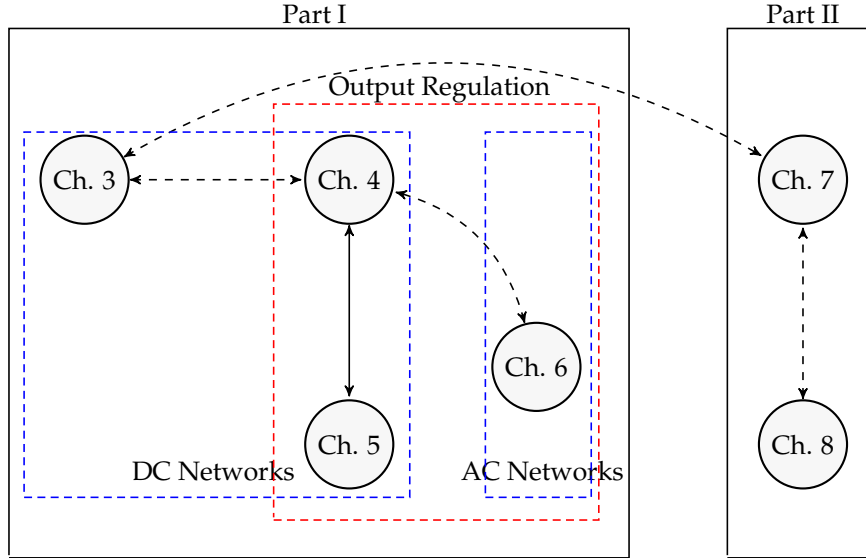 Part I
Part II
Output Regulation
Ch. 3
Ch. 4
Ch. 7
Ch. 6
Ch. 5
Ch. 8
DC Networks
AC Networks